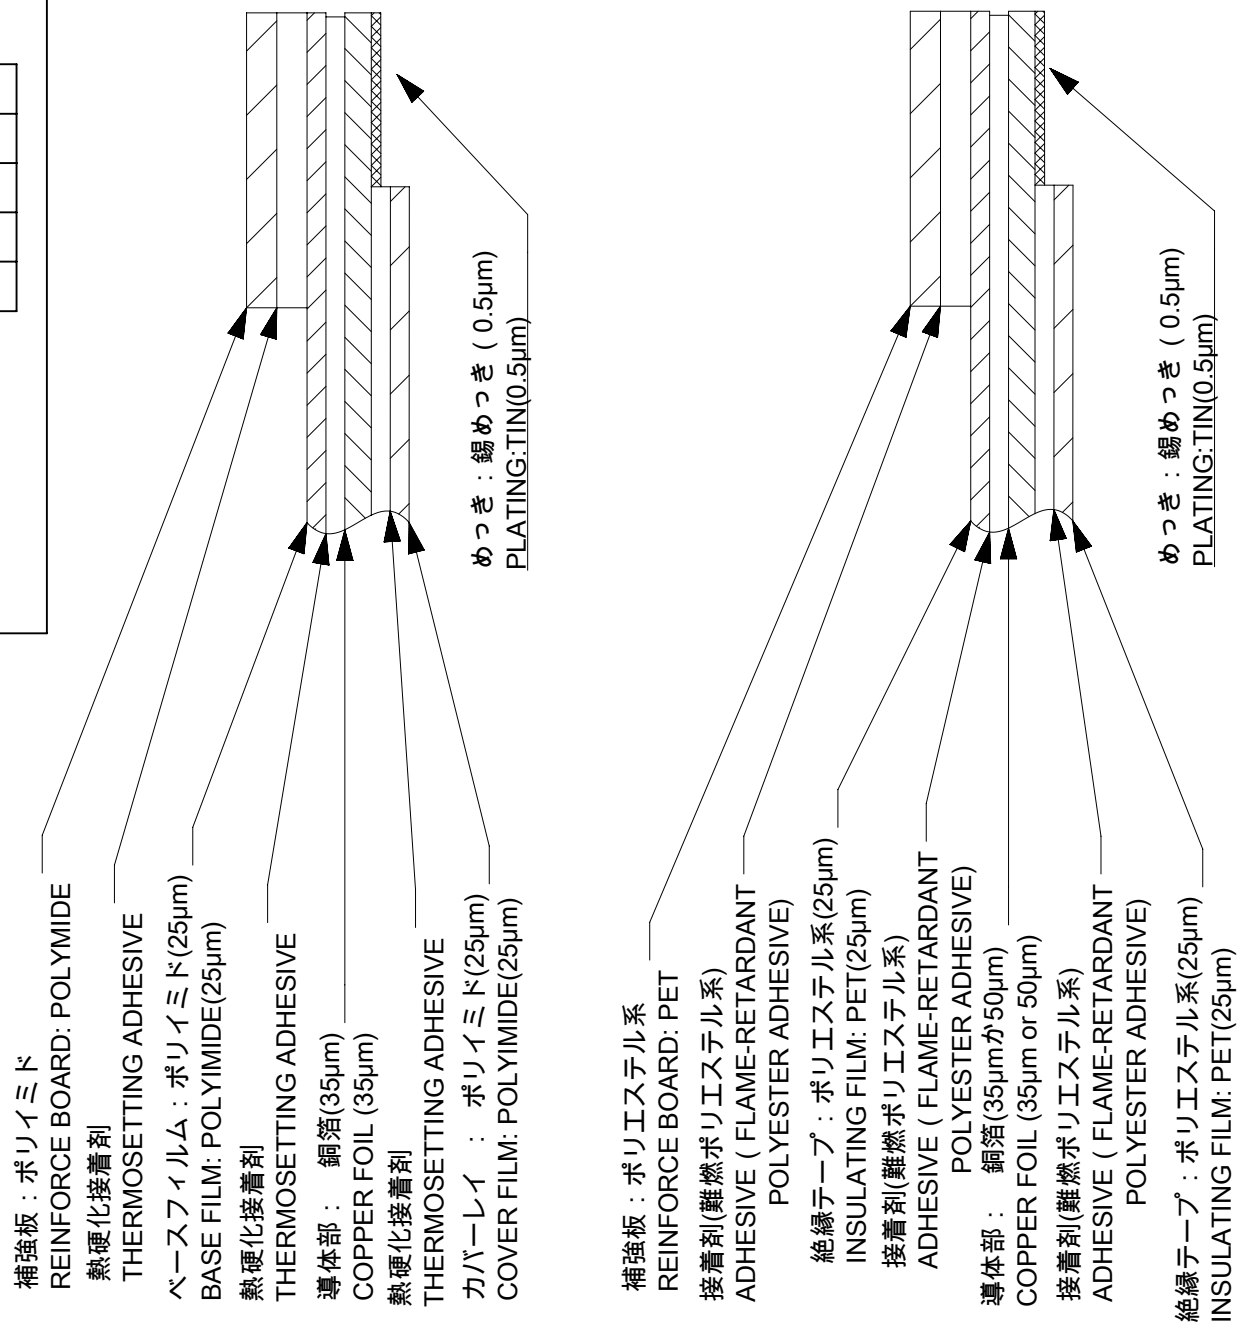 補強板：ポリイミド
REINFORCE BOARD: POLYMIDE
熱硬化接着剤
THERMOSETTING ADHESIVE
ベースフィルム：ポリイミド(25μm)
BASE FILM: POLYIMIDE(25μm)
熱硬化接着剤
THERMOSETTING ADHESIVE
導体部： 銅箔(35μm)
COPPER FOIL (35μm)
熱硬化接着剤
THERMOSETTING ADHESIVE
カバーレイ ： ポリイミド(25μm)
COVER FILM: POLYIMIDE(25μm)
めっき：錫めっき ( 0.5μm)
PLATING:TIN(0.5μm)
補強板：ポリエステル系
REINFORCE BOARD: PET
接着剤(難燃ポリエステル系)
ADHESIVE ( FLAME-RETARDANT
POLYESTER ADHESIVE)
絶縁テープ：ポリエステル系(25μm)
INSULATING FILM: PET(25μm)
接着剤(難燃ポリエステル系)
ADHESIVE ( FLAME-RETARDANT
POLYESTER ADHESIVE)
導体部： 銅箔(35μmか50μm)
COPPER FOIL (35μm or 50μm)
接着剤(難燃ポリエステル系)
ADHESIVE ( FLAME-RETARDANT
POLYESTER ADHESIVE)
絶縁テープ：ポリエステル系(25μm)
INSULATING FILM: PET(25μm)
めっき：錫めっき ( 0.5μm)
PLATING:TIN(0.5μm)